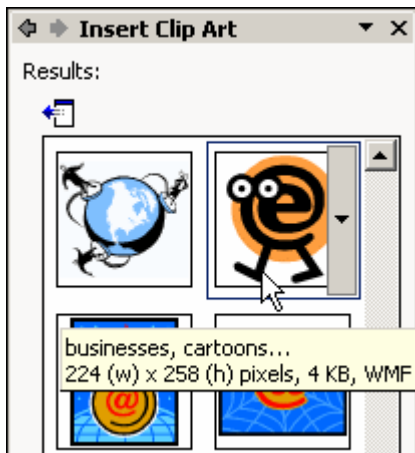 Insert Clip Art
Results:
e
businesses, cartoons...
224 (w) x 258 (h) pixels, 4 KB, WMF
@
@